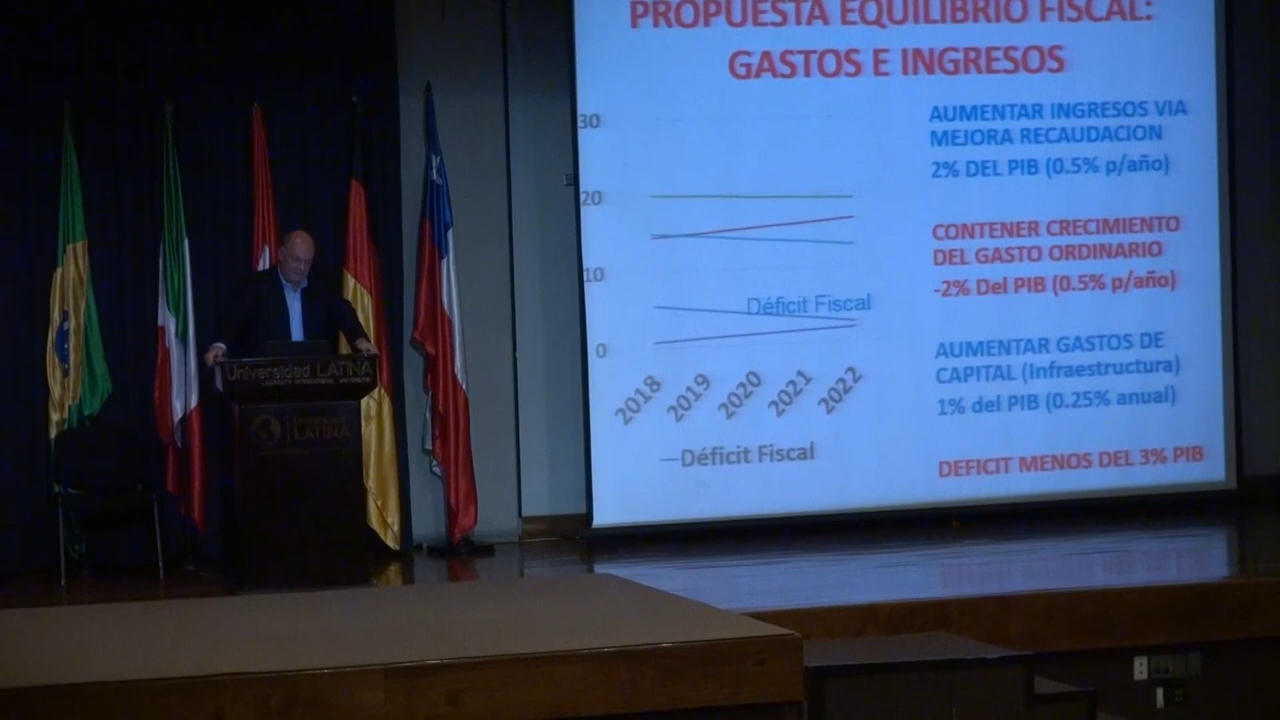 PROPUESTA EQUILIBRIO FISCAL:
GASTOS E INGRESOS
30
20
10
0
2018
2019
2020
2021
2022
Déficit Fiscal
Déficit Fiscal
AUMENTAR INGRESOS VIA
MEJORA RECAUDACION
2% DEL PIB (0.5% p/año)
CONTENER CRECIMIENTO
DEL GASTO ORDINARIO
-2% Del PIB (0.5% p/año)
AUMENTAR GASTOS DE
CAPITAL (Infraestructura)
1% del PIB (0.25% anual)
DEFICIT MENOS DEL 3% PIB
Universidad LATINA
LAUREATE INTERNATIONAL UNIVERSITIES
LATINA